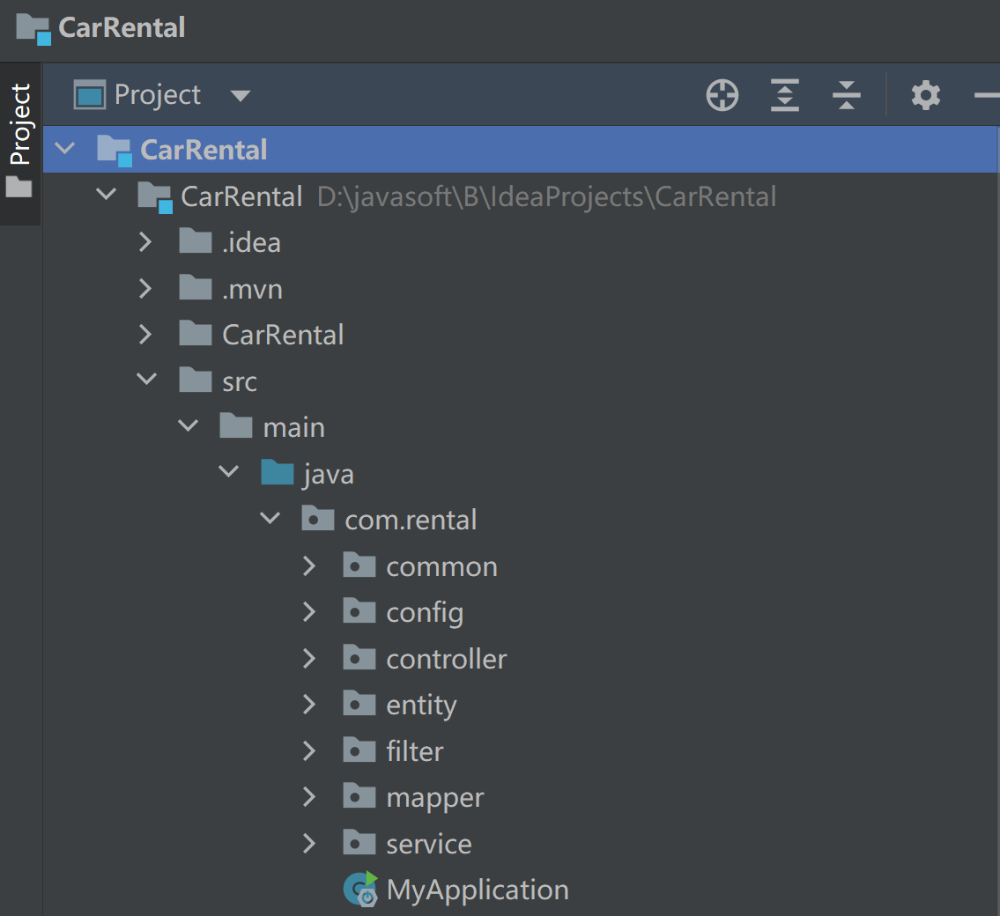 CarRental
Project
Project
CarRental
CarRental D:\javasoft\B\IdeaProjects\CarRental
.idea
.mvn
CarRental
src
main
java
com.rental
common
config
controller
entity
filter
mapper
service
MyApplication